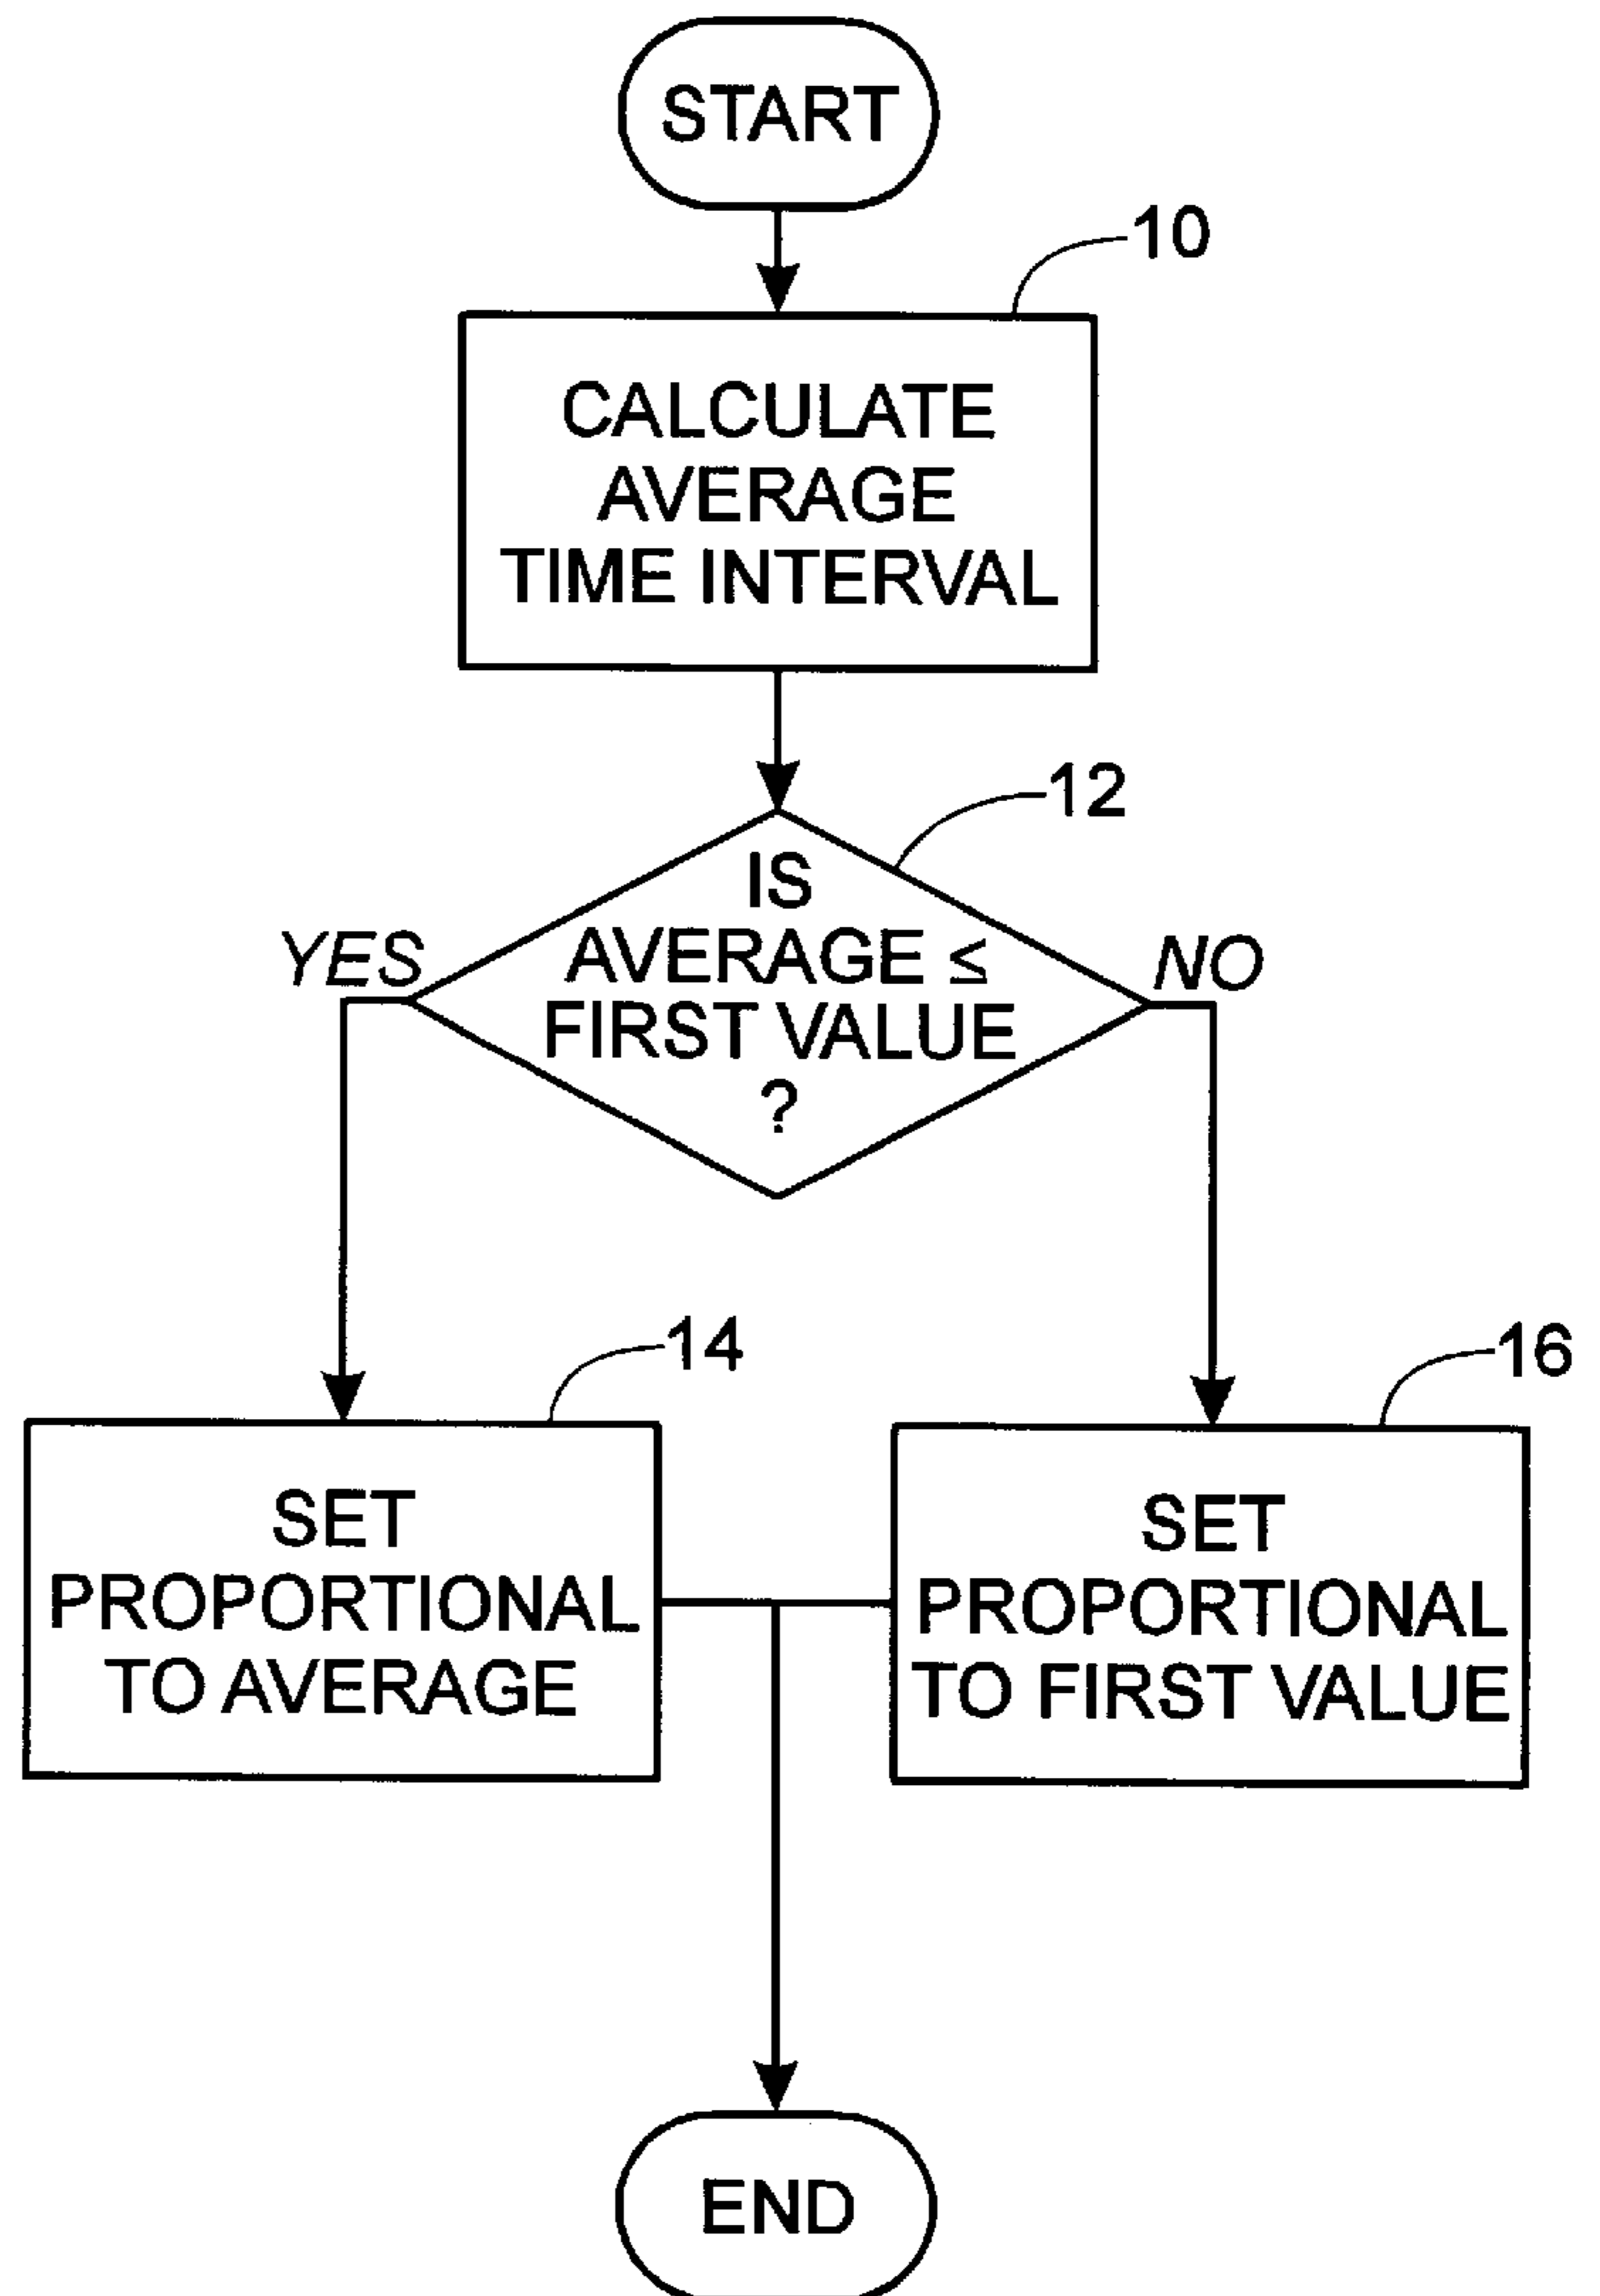 START
10
CALCULATE
AVERAGE
TIME INTERVAL
12
IS
AVERAGE ≤
FIRST VALUE
?
YES
NO
14
SET
PROPORTIONAL
TO AVERAGE
16
SET
PROPORTIONAL
TO FIRST VALUE
END